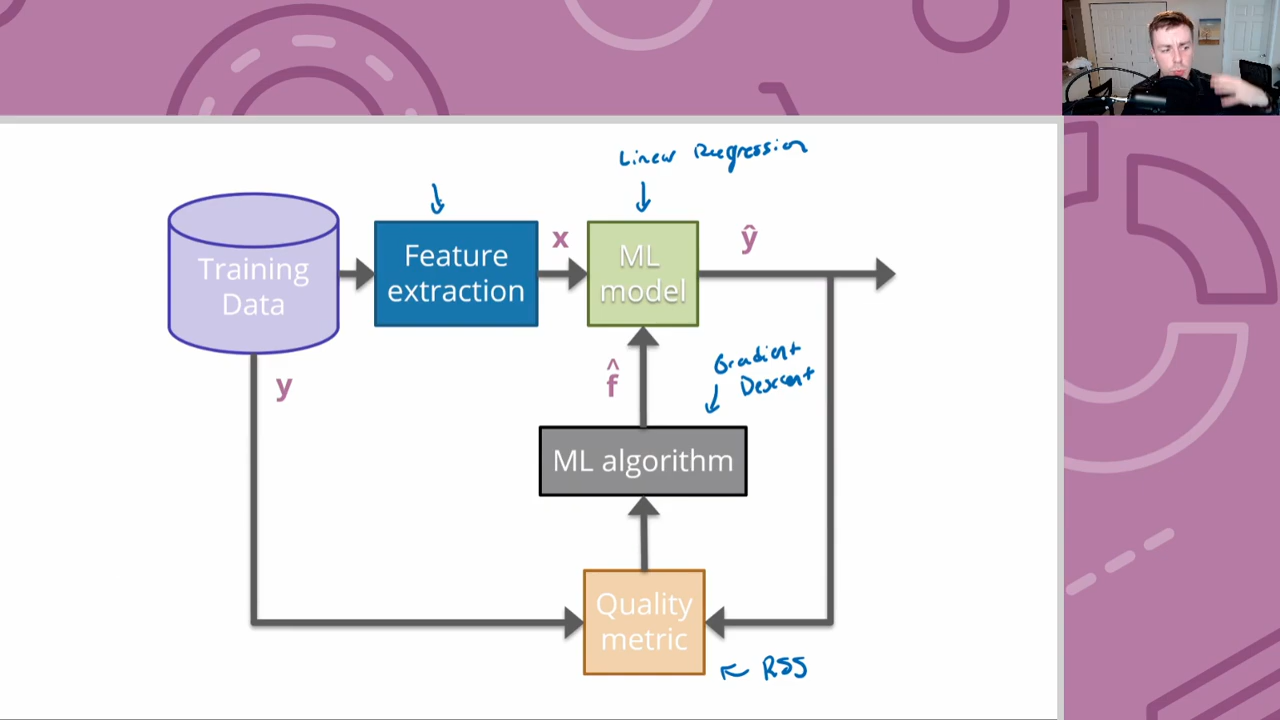 Linear Regression
Training
Data
Feature
extraction
x
ML
model
ŷ
y
f̂
Gradient
Descent
ML algorithm
Quality
metric
RSS